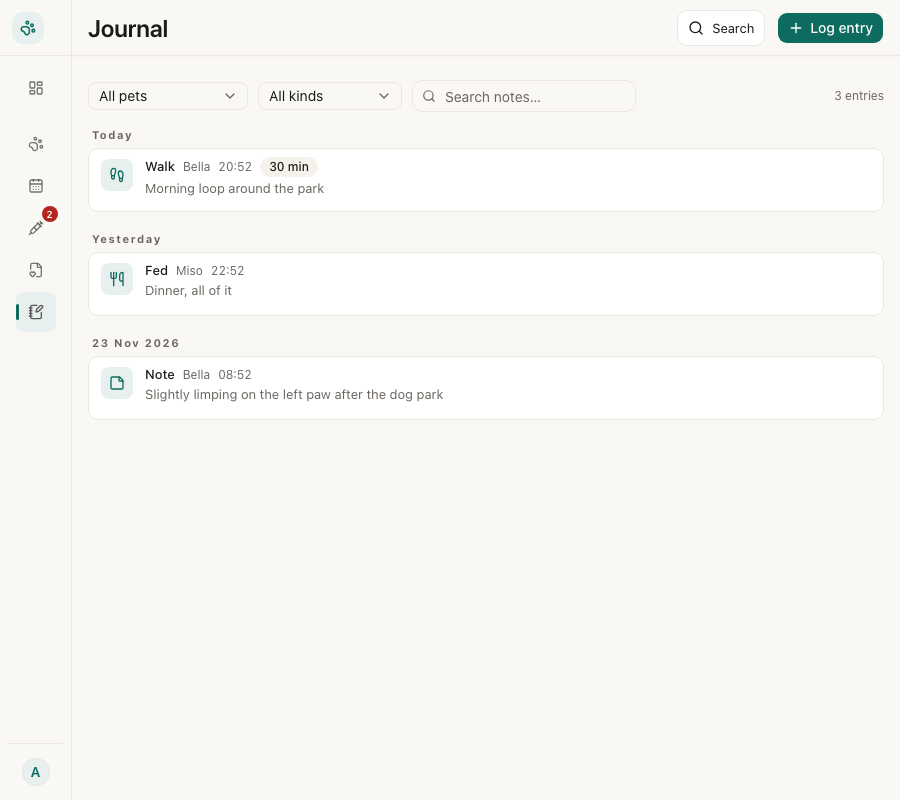 Journal
Search
Log entry
All pets
All kinds
Search notes...
3 entries
Today
Walk Bella 20:52 30 min
Morning loop around the park
2
Yesterday
Fed Miso 22:52
Dinner, all of it
23 Nov 2026
Note Bella 08:52
Slightly limping on the left paw after the dog park
A